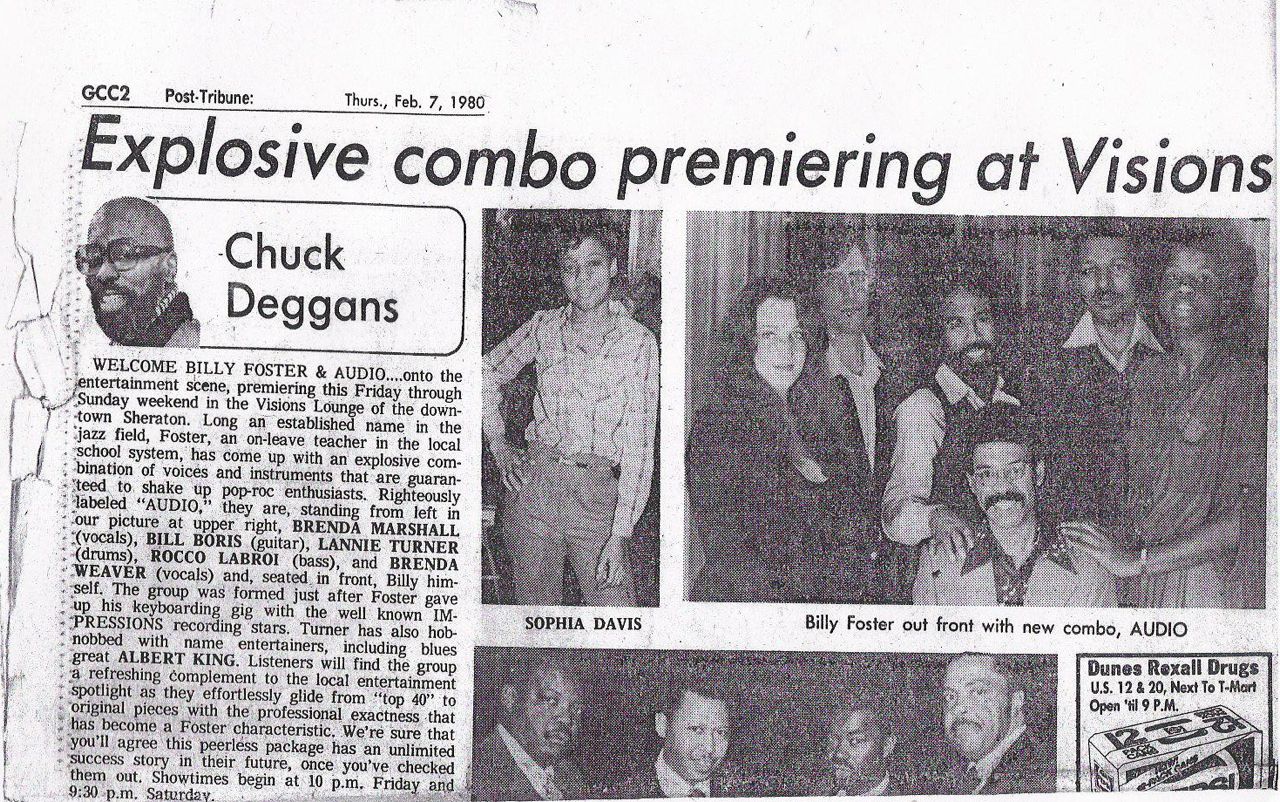 GCC2 Post-Tribune: Thurs., Feb. 7, 1980
Explosive combo premiering at Visions
Chuck
Deggans
WELCOME BILLY FOSTER & AUDIO....onto the
entertainment scene, premiering this Friday through
Sunday weekend in the Visions Lounge of the down-
town Sheraton. Long an established name in the
jazz field, Foster, an on-leave teacher in the local
school system, has come up with an explosive com-
bination of voices and instruments that are guaran-
teed to shake up pop-roc enthusiasts. Righteously
labeled "AUDIO," they are, standing from left in
our picture at upper right, BRENDA MARSHALL
(vocals), BILL BORIS (guitar), LANNIE TURNER
(drums), ROCCO LABROI (bass), and BRENDA
WEAVER (vocals) and, seated in front, Billy him-
self. The group was formed just after Foster gave
up his keyboarding gig with the well known IM-
PRESSIONS recording stars. Turner has also hob-
nobbed with name entertainers, including blues
great ALBERT KING. Listeners will find the group
a refreshing complement to the local entertainment
spotlight as they effortlessly glide from "top 40" to
original pieces with the professional exactness that
has become a Foster characteristic. We're sure that
you'll agree this peerless package has an unlimited
success story in their future, once you've checked
them out. Showtimes begin at 10 p.m. Friday and
9:30 p.m. Saturday.
SOPHIA DAVIS
Billy Foster out front with new combo, AUDIO
Dunes Rexall Drugs
U.S. 12 & 20, Next To T-Mart
Open 'til 9 P.M.
12